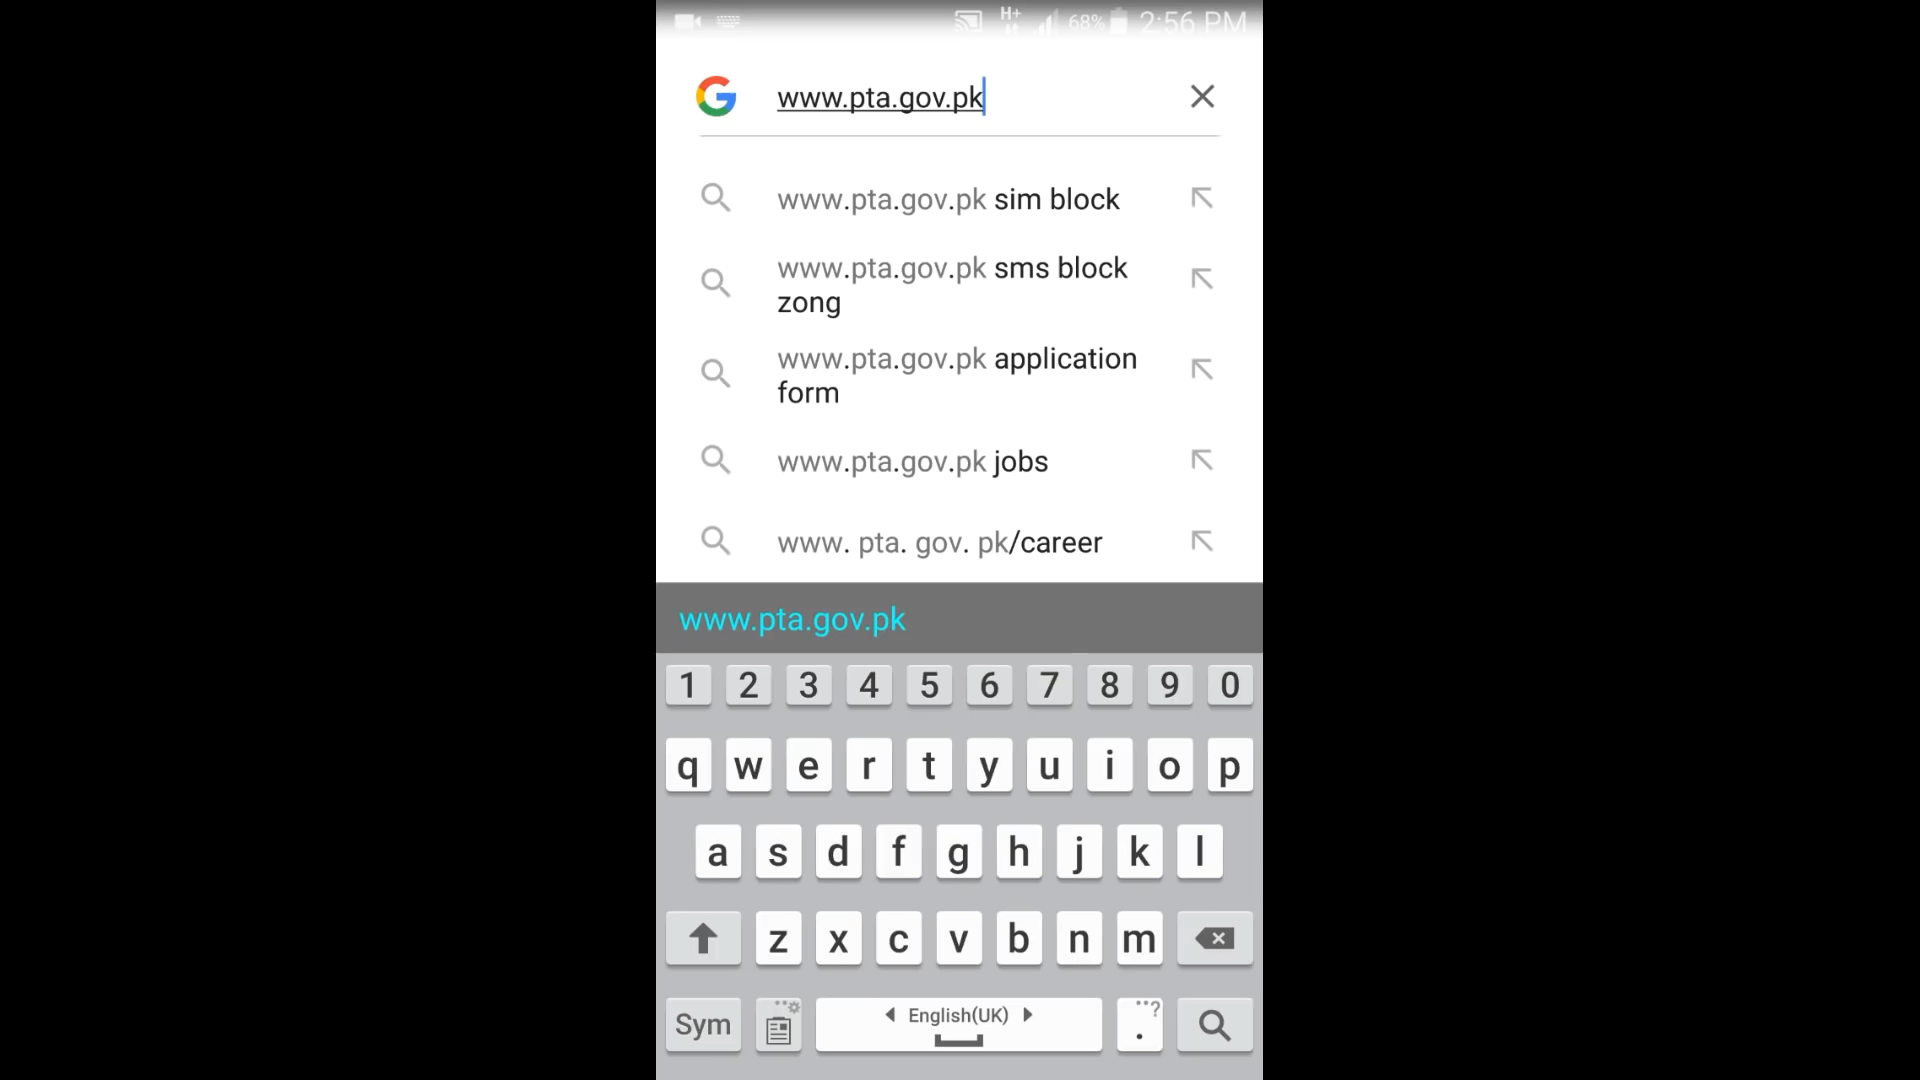 H+ 68% 2:56 PM
www.pta.gov.pk
www.pta.gov.pk sim block
www.pta.gov.pk sms block
zong
www.pta.gov.pk application
form
www.pta.gov.pk jobs
www. pta. gov. pk/career
www.pta.gov.pk
1 2 3 4 5 6 7 8 9 0
q w e r t y u i o p
a s d f g h j k l
z x c v b n m
Sym English(UK) . ?